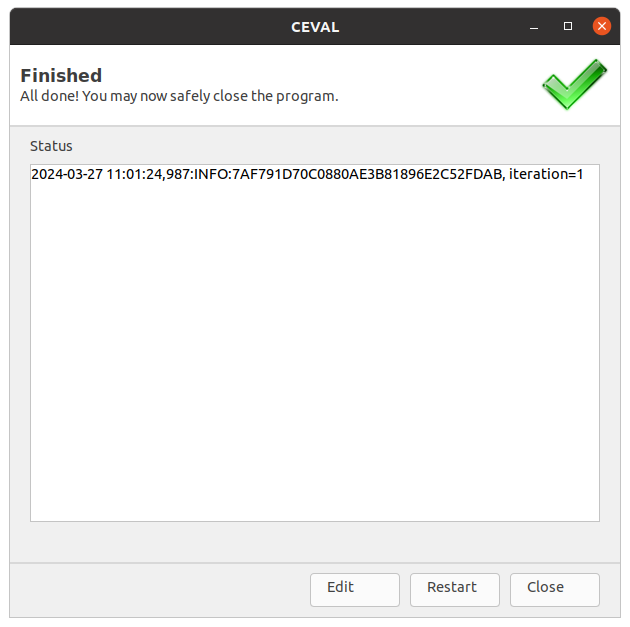 CEVAL
Finished
All done! You may now safely close the program.
Status
2024-03-27 11:01:24,987:INFO:7AF791D70C0880AE3B81896E2C52FDAB, iteration=1
Edit
Restart
Close